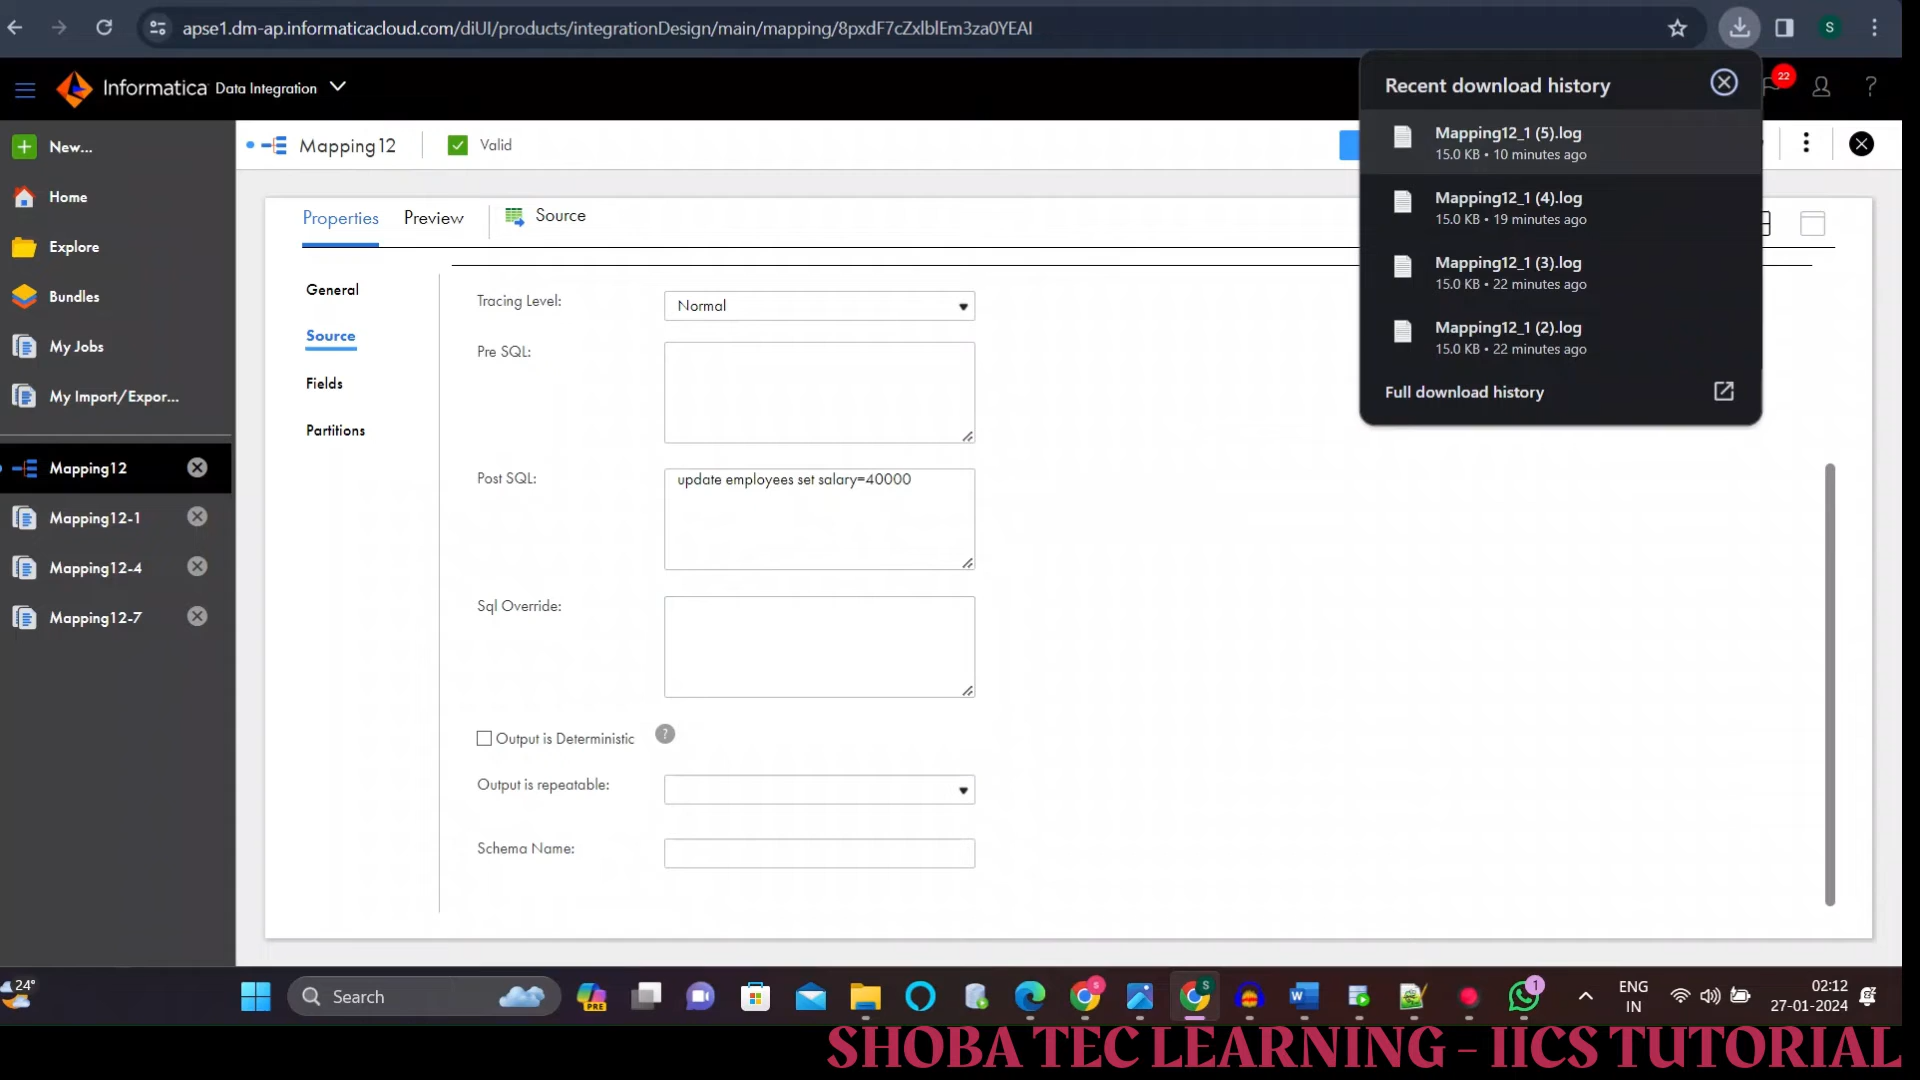 apse1.dm-ap.informaticacloud.com/diUI/products/integrationDesign/main/mapping/8pxdF7cZxlblEm3za0YEAI
S
Informatica Data Integration
Recent download history
22
?
New...
Mapping12
Valid
Mapping12_1 (5).log
15.0 KB • 10 minutes ago
Home
Properties
Preview
Source
Mapping12_1 (4).log
15.0 KB • 19 minutes ago
Explore
Mapping12_1 (3).log
15.0 KB • 22 minutes ago
Bundles
General
Tracing Level:
Normal
Mapping12_1 (2).log
15.0 KB • 22 minutes ago
My Jobs
Source
Pre SQL:
My Import/Expor...
Fields
Full download history
Partitions
Mapping12
Post SQL:
update employees set salary=40000
Mapping12-1
Mapping12-4
Sql Override:
Mapping12-7
Output is Deterministic
?
Output is repeatable:
Schema Name:
24°
Search
PRE
S
S
W
1
ENG
IN
02:12
27-01-2024
SHOBA TEC LEARNING - IICS TUTORIAL